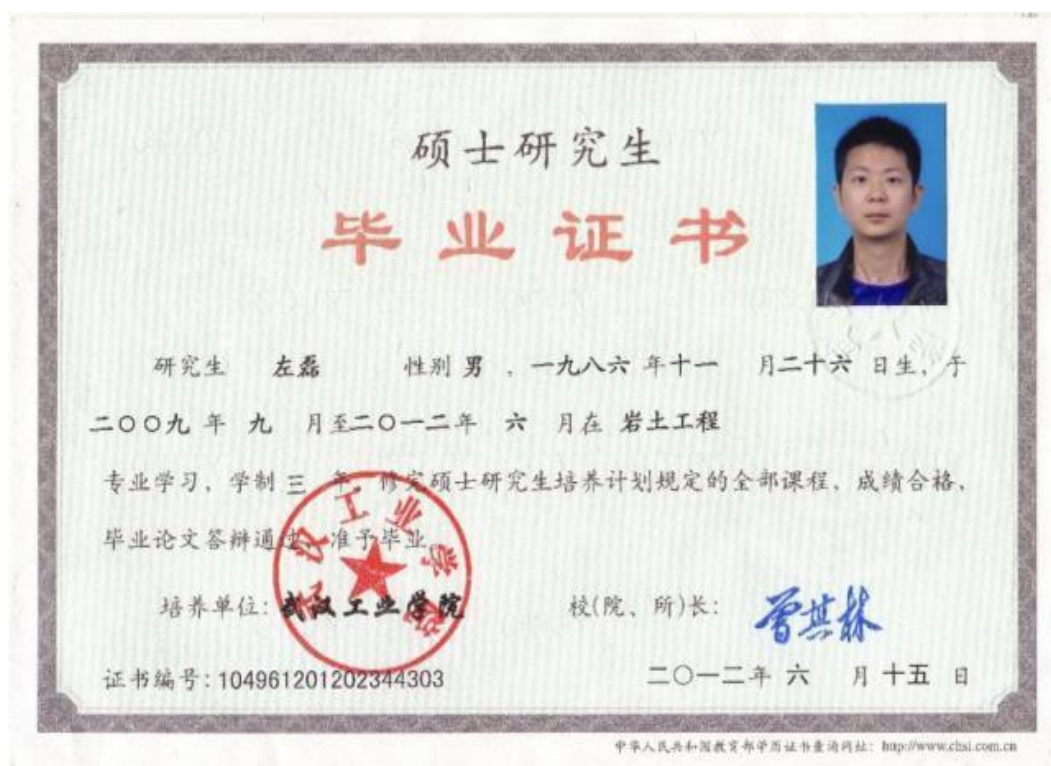 硕士研究生
毕业证书
研究生 左磊 性别 男 ，一九八六 年十一 月二十六 日生，于
二〇〇九 年 九 月至二〇一二年 六 月在 岩土工程
专业学习，学制 三 年，修完硕士研究生培养计划规定的全部课程，成绩合格，
毕业论文答辩通过，准予毕业。
武汉工业学院
培养单位：武汉工业学院 校(院、所)长：曾其林
证书编号：104961201202344303 二〇一二年 六 月 十五 日
中华人民共和国教育部学历证书查询网址：http://www.chsi.com.cn